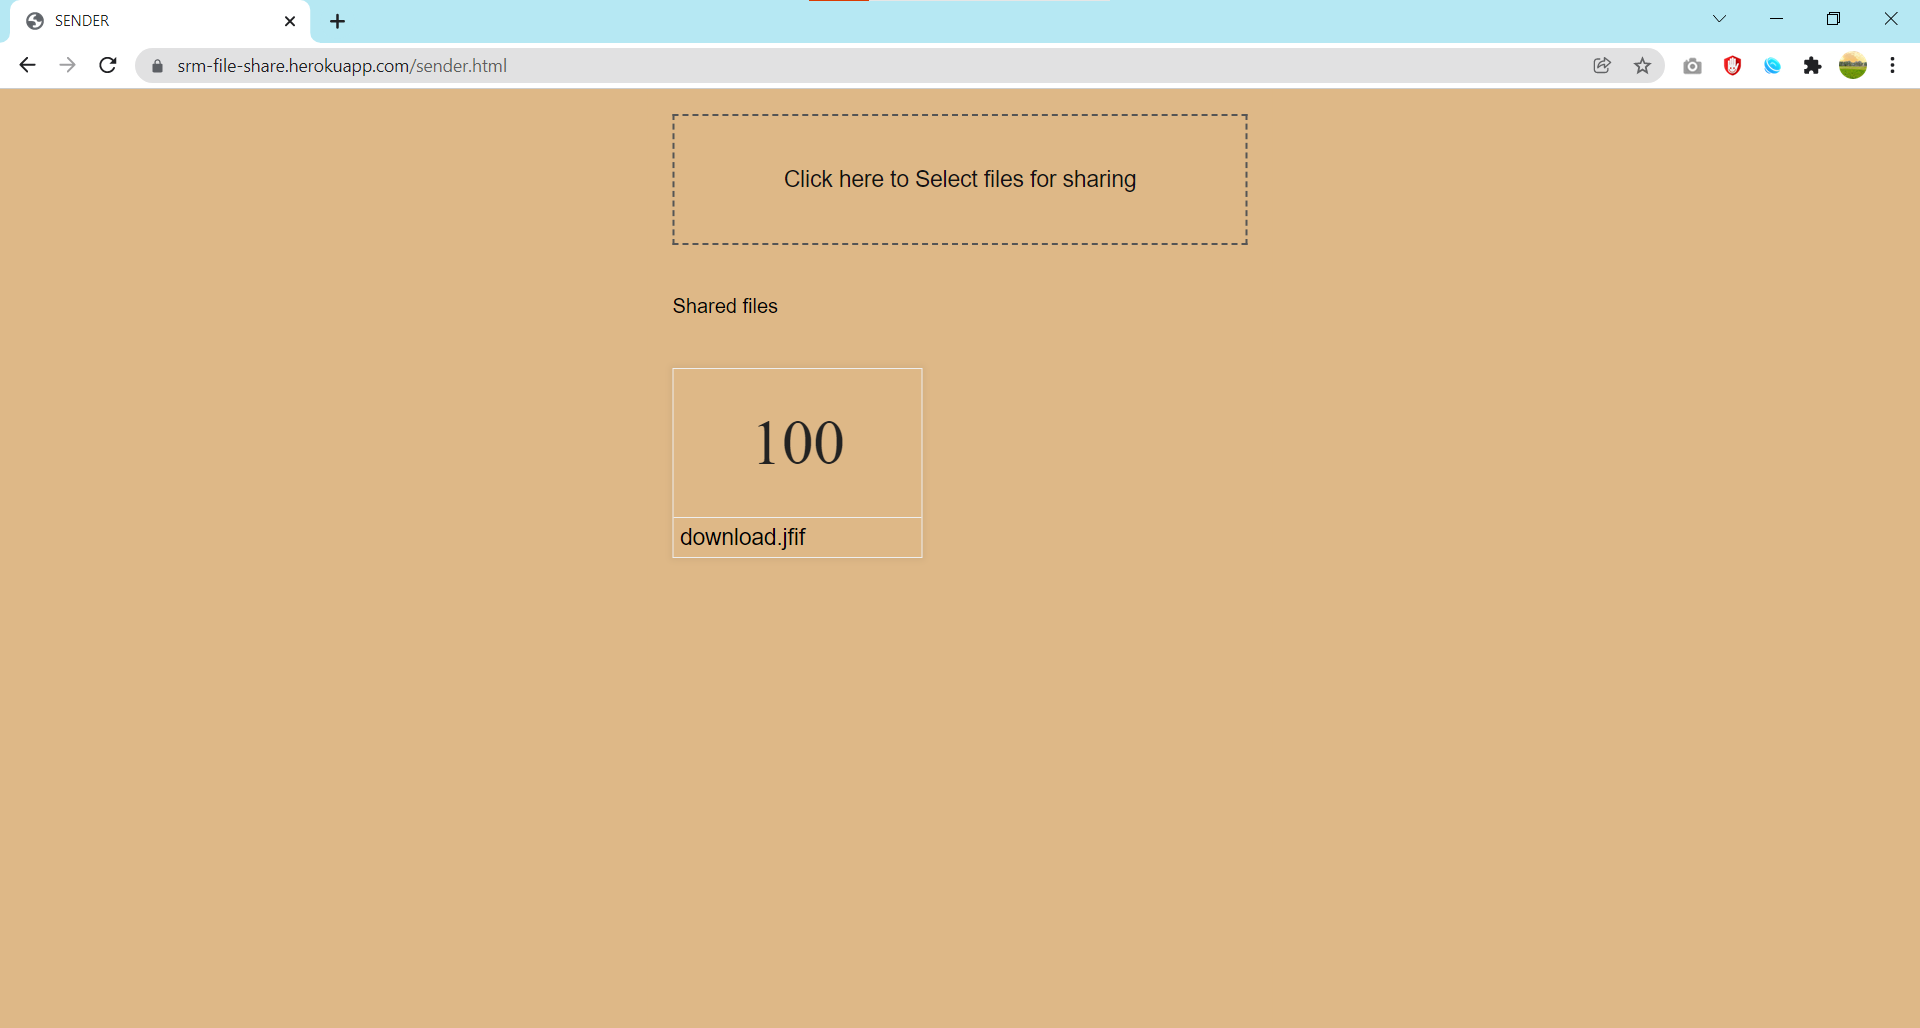 SENDER
srm-file-share.herokuapp.com/sender.html
Click here to Select files for sharing
Shared files
100
download.jfif